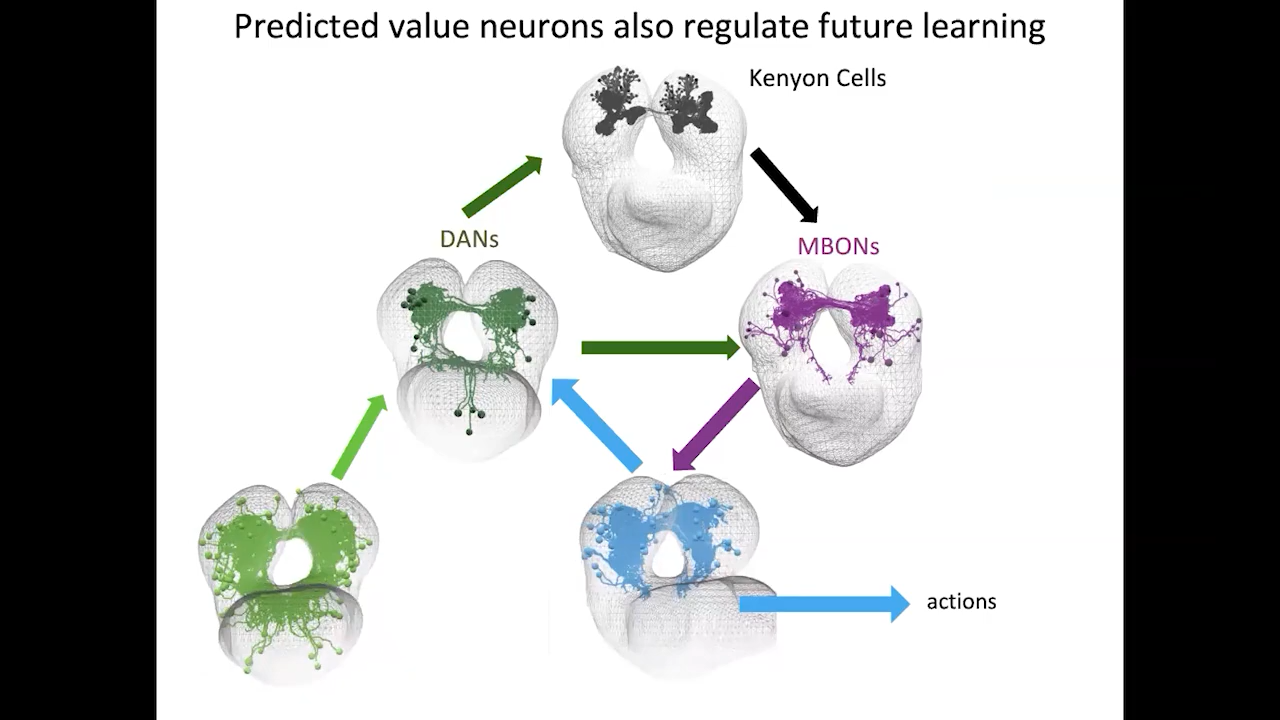 Predicted value neurons also regulate future learning
Kenyon Cells
DANs
MBONs
actions